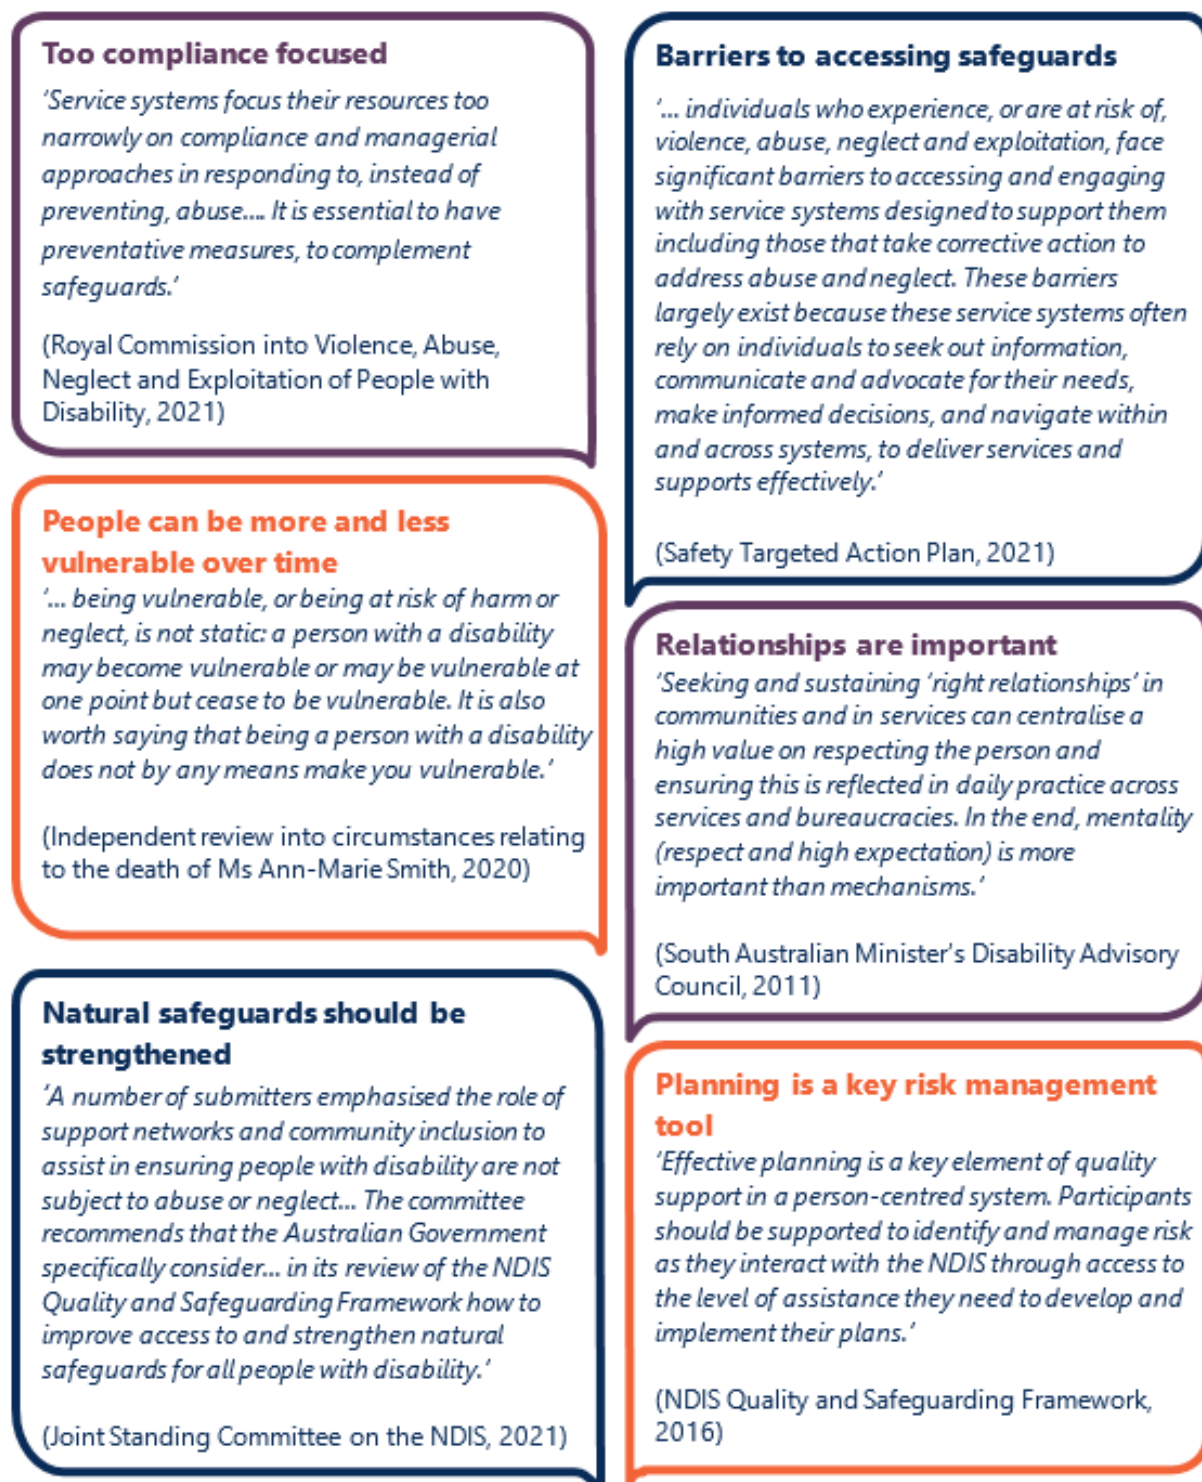 Too compliance focused
'Service systems focus their resources too
narrowly on compliance and managerial
approaches in responding to, instead of
preventing, abuse.... It is essential to have
preventative measures, to complement
safeguards.'
(Royal Commission into Violence, Abuse,
Neglect and Exploitation of People with
Disability, 2021)
People can be more and less
vulnerable over time
'... being vulnerable, or being at risk of harm or
neglect, is not static: a person with a disability
may become vulnerable or may be vulnerable at
one point but cease to be vulnerable. It is also
worth saying that being a person with a disability
does not by any means make you vulnerable.'
(Independent review into circumstances relating
to the death of Ms Ann-Marie Smith, 2020)
Natural safeguards should be
strengthened
'A number of submitters emphasised the role of
support networks and community inclusion to
assist in ensuring people with disability are not
subject to abuse or neglect... The committee
recommends that the Australian Government
specifically consider... in its review of the NDIS
Quality and Safeguarding Framework how to
improve access to and strengthen natural
safeguards for all people with disability.'
(Joint Standing Committee on the NDIS, 2021)
Barriers to accessing safeguards
'... individuals who experience, or are at risk of,
violence, abuse, neglect and exploitation, face
significant barriers to accessing and engaging
with service systems designed to support them
including those that take corrective action to
address abuse and neglect. These barriers
largely exist because these service systems often
rely on individuals to seek out information,
communicate and advocate for their needs,
make informed decisions, and navigate within
and across systems, to deliver services and
supports effectively.'
(Safety Targeted Action Plan, 2021)
Relationships are important
'Seeking and sustaining 'right relationships' in
communities and in services can centralise a
high value on respecting the person and
ensuring this is reflected in daily practice across
services and bureaucracies. In the end, mentality
(respect and high expectation) is more
important than mechanisms.'
(South Australian Minister's Disability Advisory
Council, 2011)
Planning is a key risk management
tool
'Effective planning is a key element of quality
support in a person-centred system. Participants
should be supported to identify and manage risk
as they interact with the NDIS through access to
the level of assistance they need to develop and
implement their plans.'
(NDIS Quality and Safeguarding Framework,
2016)